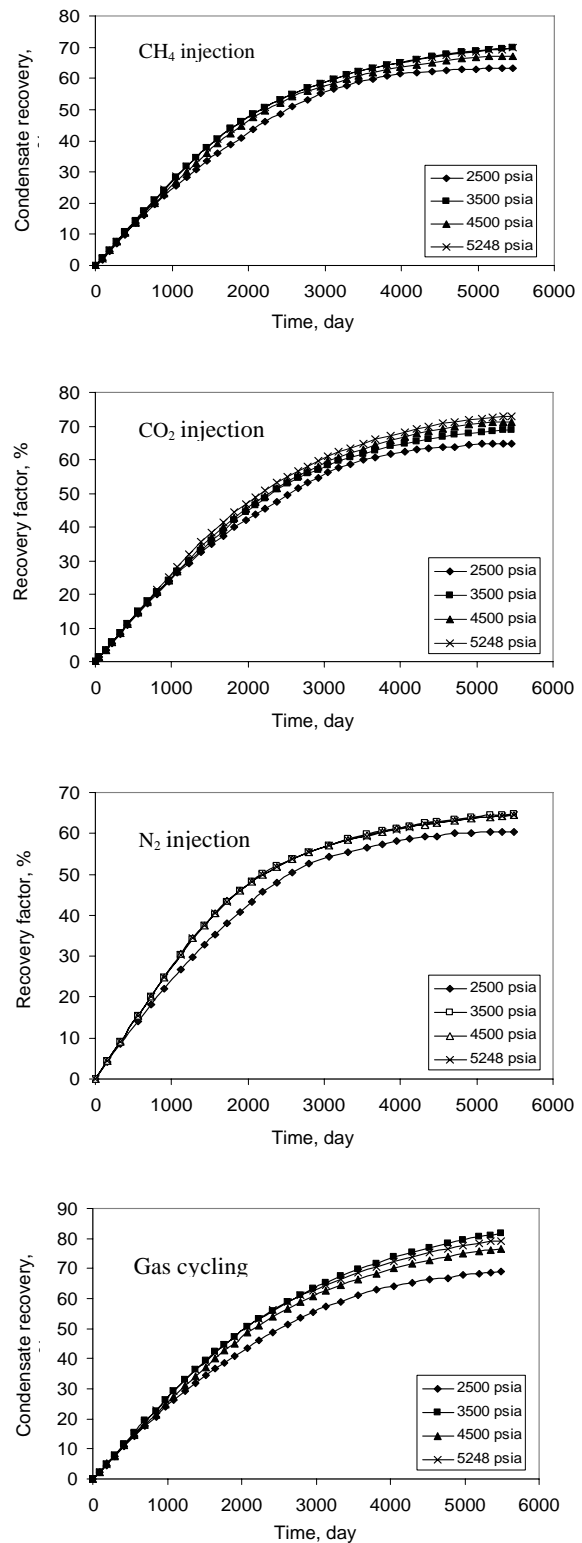 80
70
60
50
40
30
20
10
0
Condensate recovery,
CH₄ injection
2500 psia
3500 psia
4500 psia
5248 psia
0 1000 2000 3000 4000 5000 6000
Time, day
80
70
60
50
40
30
20
10
0
Recovery factor, %
CO₂ injection
2500 psia
3500 psia
4500 psia
5248 psia
0 1000 2000 3000 4000 5000 6000
Time, day
70
60
50
40
30
20
10
0
Recovery factor, %
N₂ injection
2500 psia
3500 psia
4500 psia
5248 psia
0 1000 2000 3000 4000 5000 6000
Time, day
90
80
70
60
50
40
30
20
10
0
Condensate recovery,
Gas cycling
2500 psia
3500 psia
4500 psia
5248 psia
0 1000 2000 3000 4000 5000 6000
Time, day